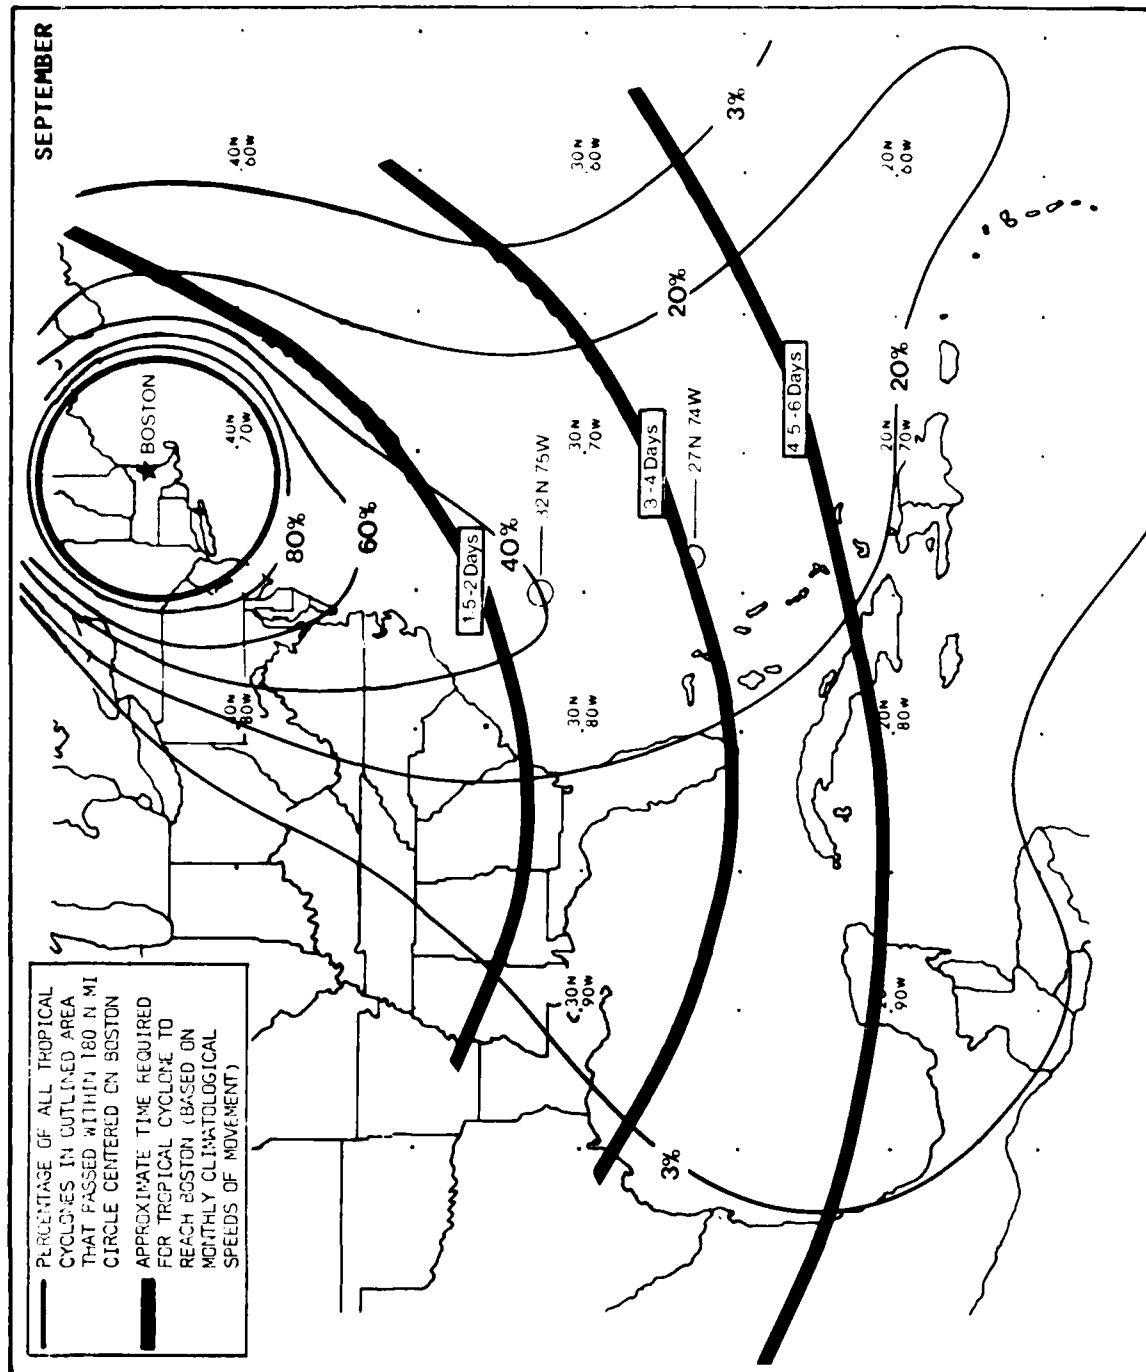 SEPTEMBER
PERCENTAGE OF ALL TROPICAL
CYCLONES IN OUTLINED AREA
THAT PASSED WITHIN 180 N MI
CIRCLE CENTERED ON BOSTON
APPROXIMATE TIME REQUIRED
FOR TROPICAL CYCLONE TO
REACH BOSTON (BASED ON
MONTHLY CLIMATOLOGICAL
SPEEDS OF MOVEMENT)
BOSTON
40N
80W
40N
70W
40N
60W
80%
60%
40%
1.5-2 Days
32N 75W
30N
90W
30N
80W
30N
70W
30N
60W
20%
3%
3-4 Days
27N 74W
3%
4.5-6 Days
90W
20N
80W
20N
70W
20N
60W
20%